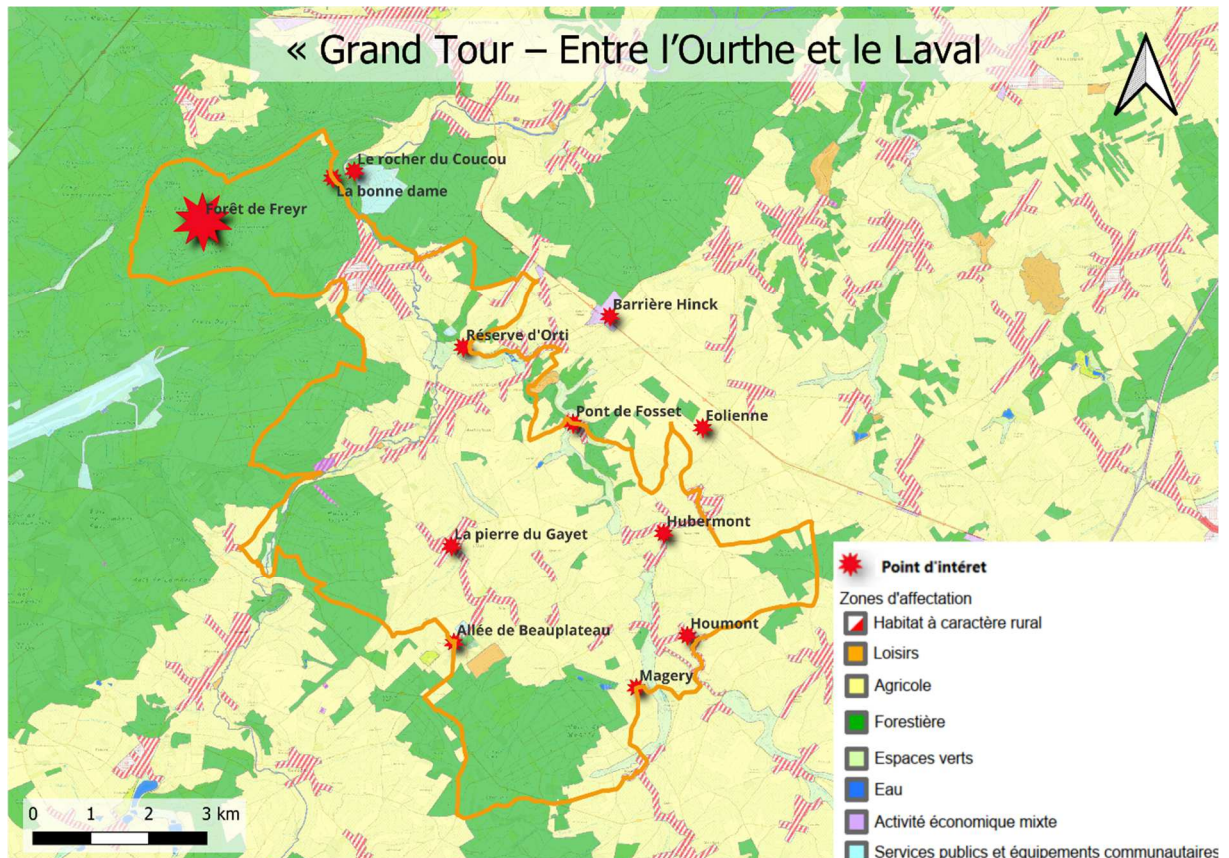 « Grand Tour – Entre l'Ourthe et le Laval
Le rocher du Coucou
La bonne dame
Forêt de Freyr
Barrière Hinck
Réserve d'Orti
Pont de Fosset
Eolienne
La pierre du Gayet
Hubermont
Allée de Beauplateau
Houmont
Magery
Point d'intéret
Zones d'affectation
Habitat à caractère rural
Loisirs
Agricole
Forestière
Espaces verts
Eau
Activité économique mixte
Services publics et équipements communautaires
0 1 2 3 km